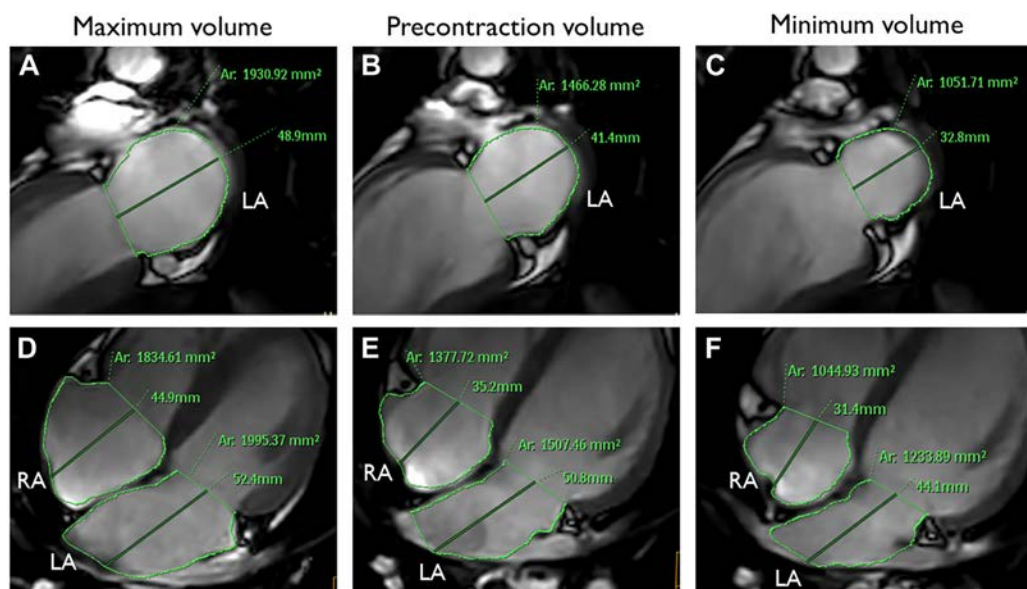 Maximum volume
Precontraction volume
Minimum volume
A
Ar: 1930.92 mm²
48.9mm
LA
B
Ar: 1466.28 mm²
41.4mm
LA
C
Ar: 1051.71 mm²
32.8mm
LA
D
Ar: 1834.61 mm²
44.9mm
Ar: 1995.37 mm²
52.4mm
RA
LA
E
Ar: 1377.72 mm²
35.2mm
Ar: 1507.46 mm²
50.8mm
RA
LA
F
Ar: 1044.93 mm²
31.4mm
Ar: 1233.89 mm²
44.1mm
RA
LA